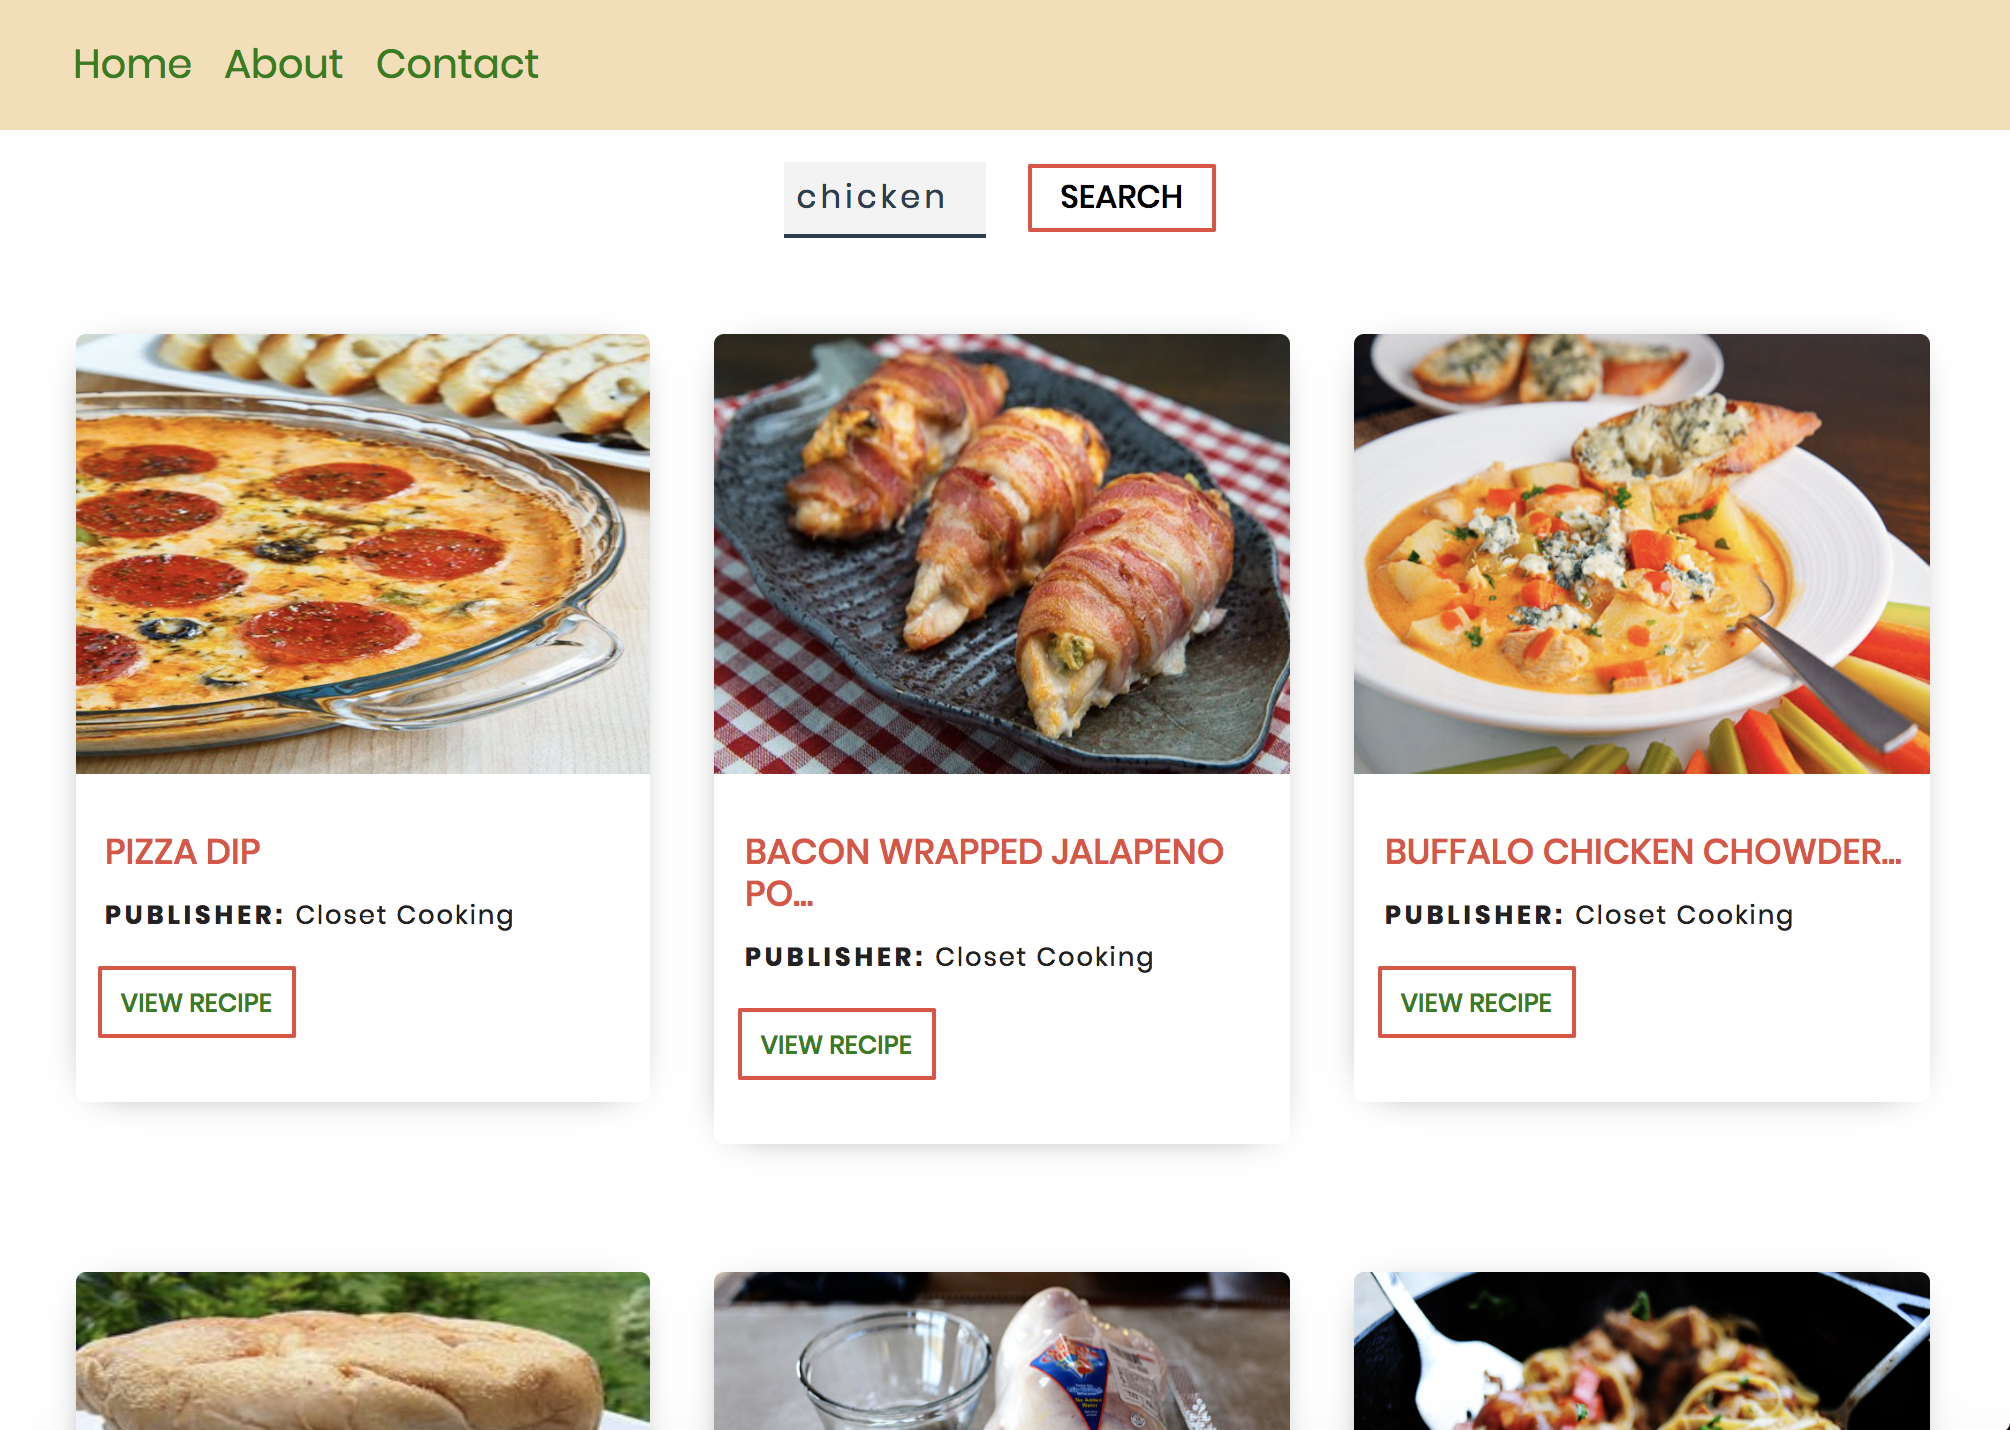 Home About Contact
chicken SEARCH
PIZZA DIP
PUBLISHER: Closet Cooking
VIEW RECIPE
BACON WRAPPED JALAPENO
PO...
PUBLISHER: Closet Cooking
VIEW RECIPE
BUFFALO CHICKEN CHOWDER...
PUBLISHER: Closet Cooking
VIEW RECIPE